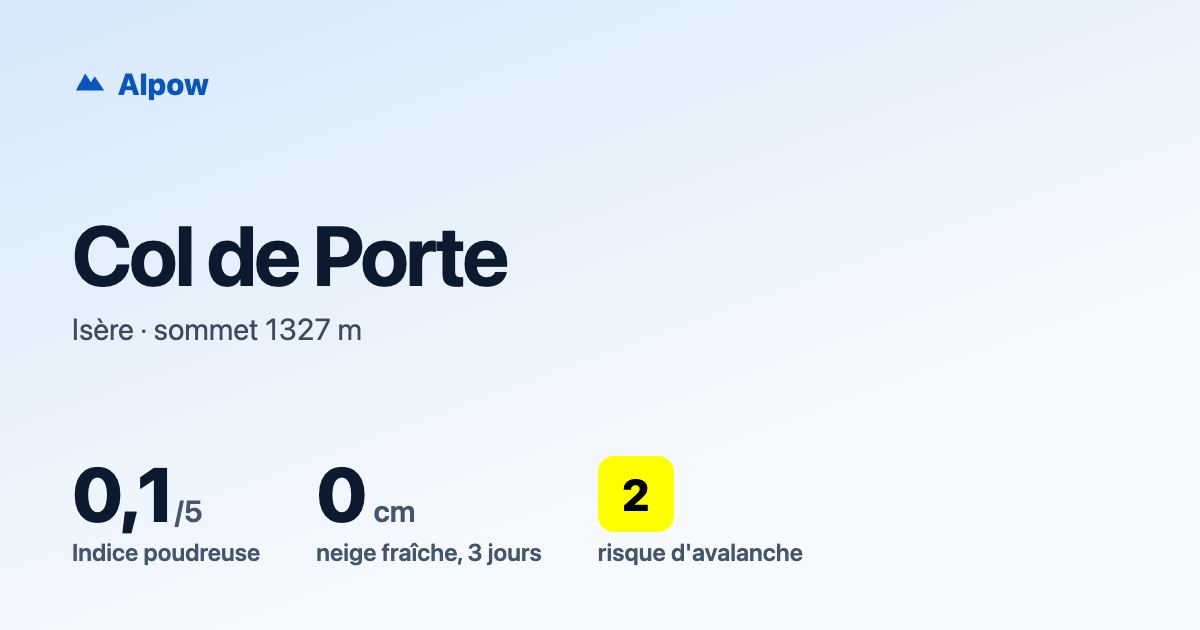 Alpow
Col de Porte
Isère · sommet 1327 m
0,1/5
Indice poudreuse
0 cm
neige fraîche, 3 jours
2
risque d'avalanche